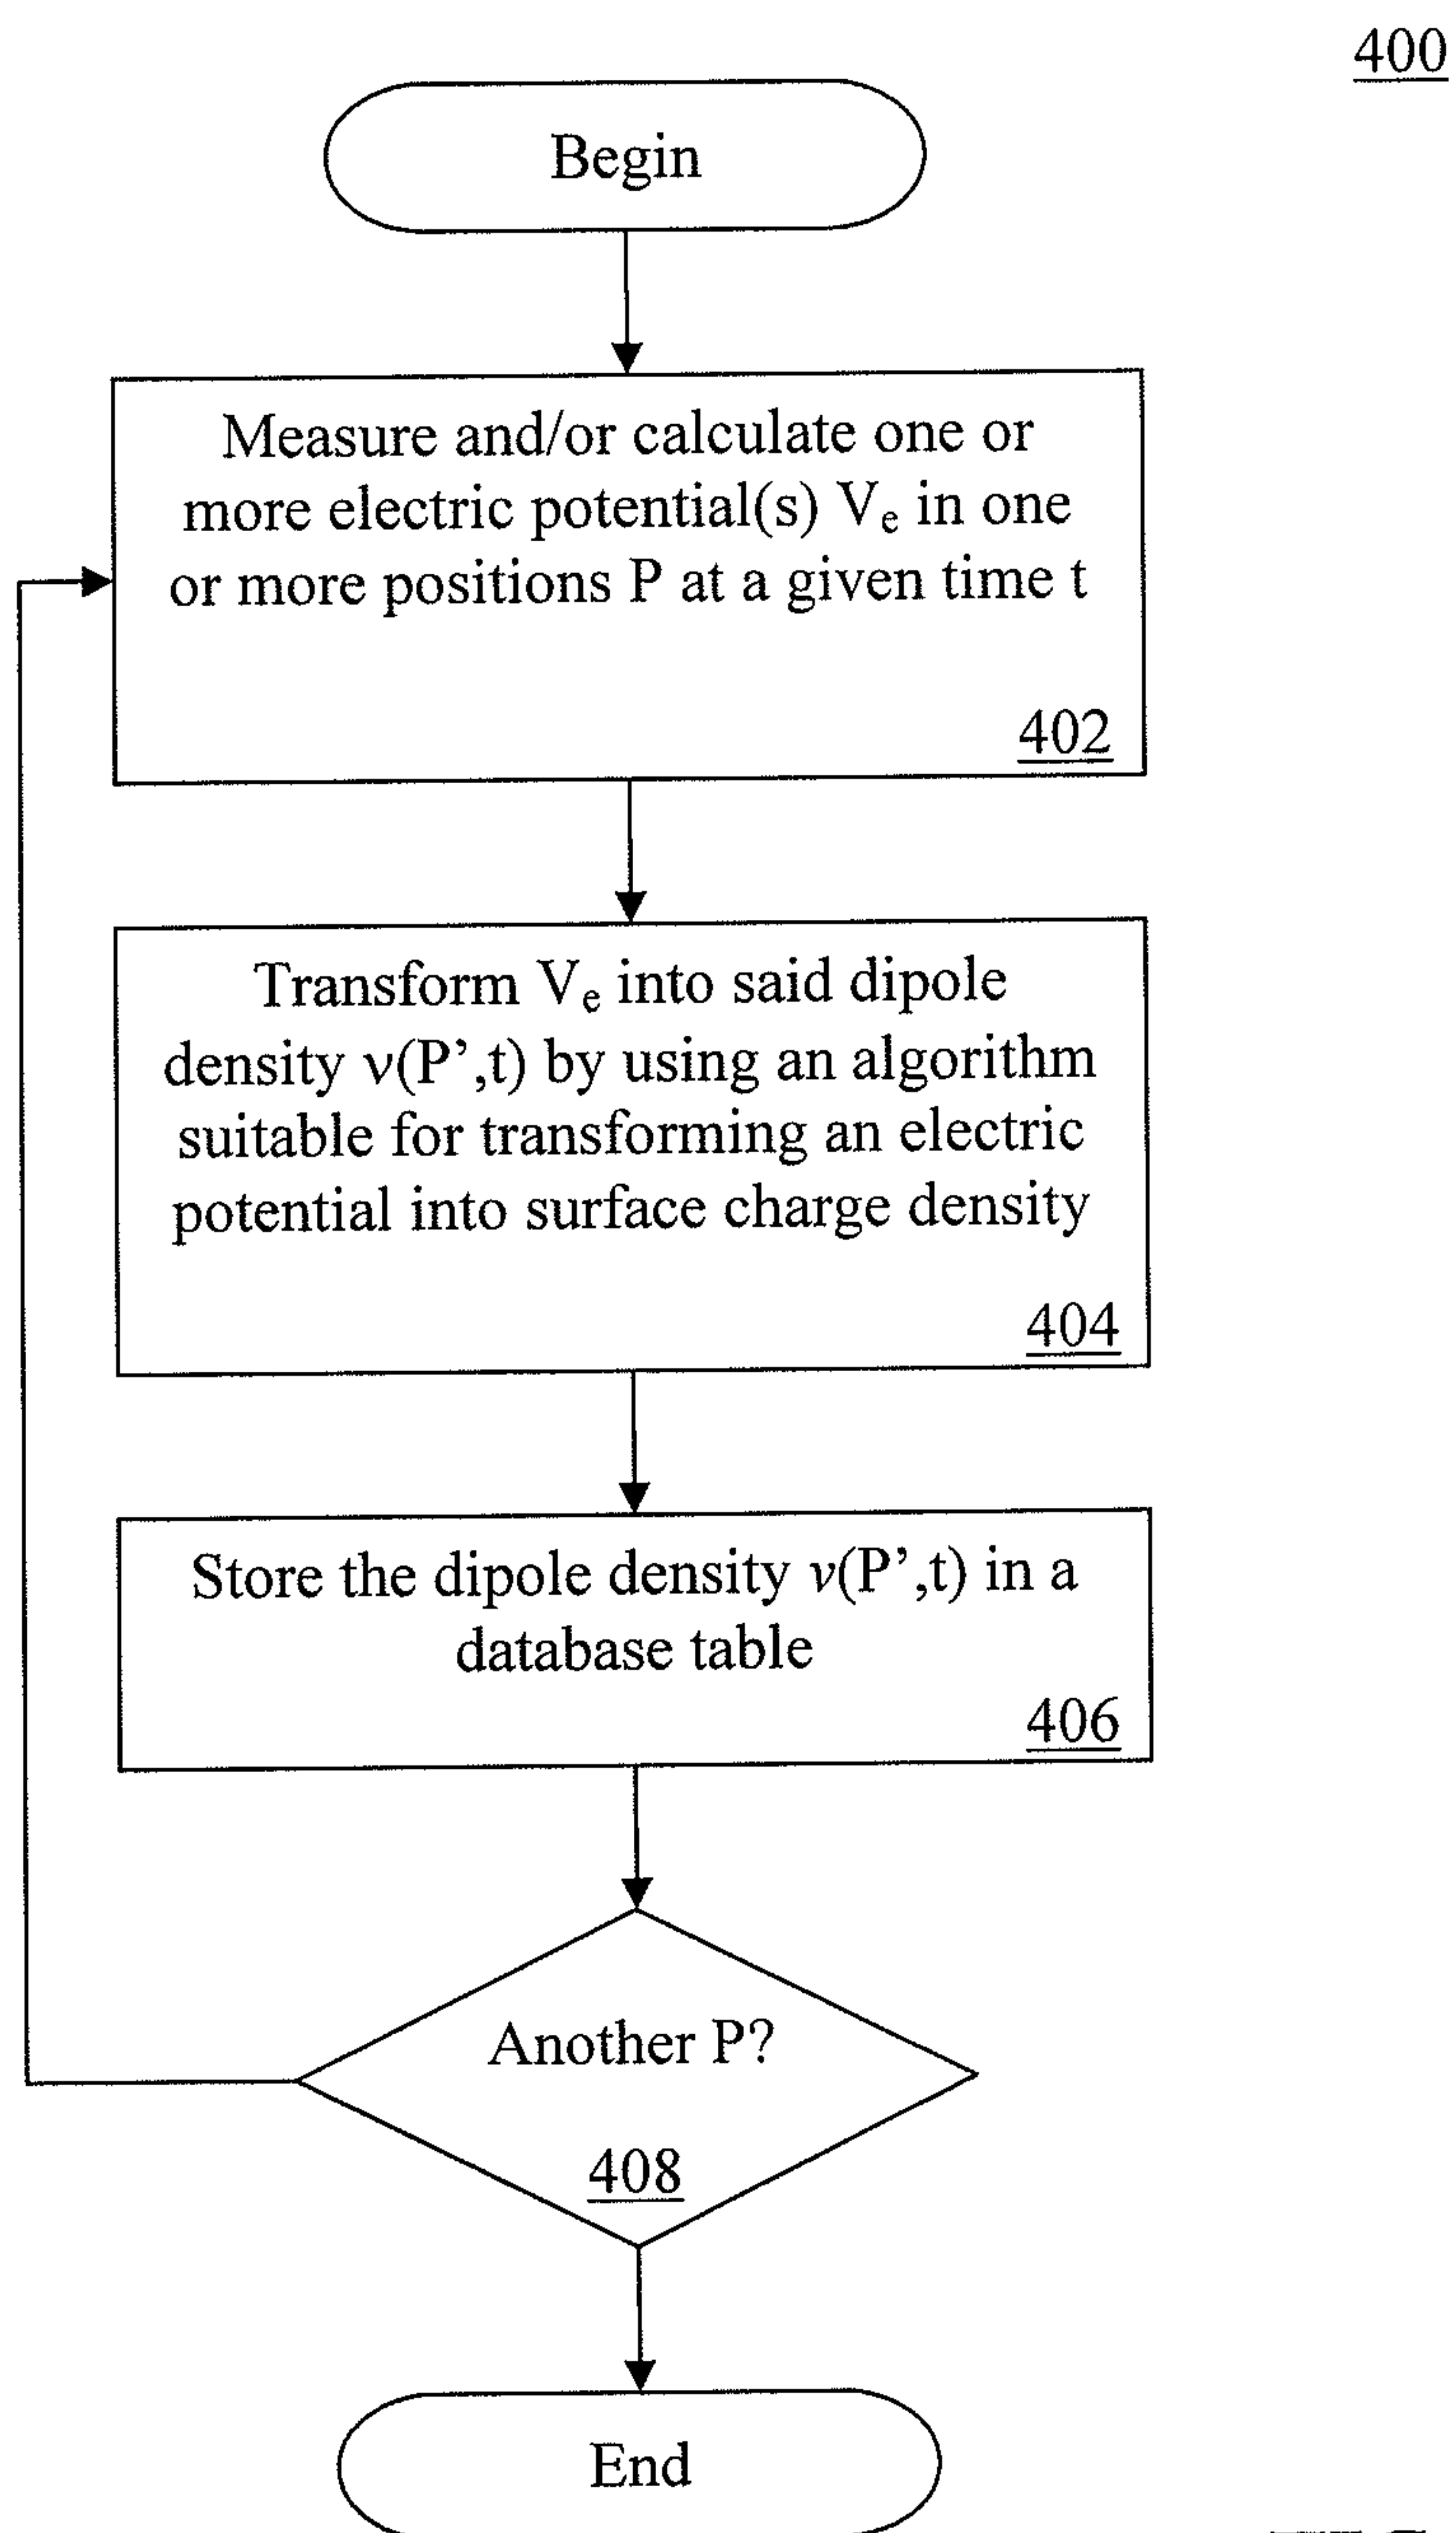 400
Begin
Measure and/or calculate one or
more electric potential(s) Vₑ in one
or more positions P at a given time t
402
Transform Vₑ into said dipole
density ν(P’,t) by using an algorithm
suitable for transforming an electric
potential into surface charge density
404
Store the dipole density ν(P’,t) in a
database table
406
Another P?
408
End